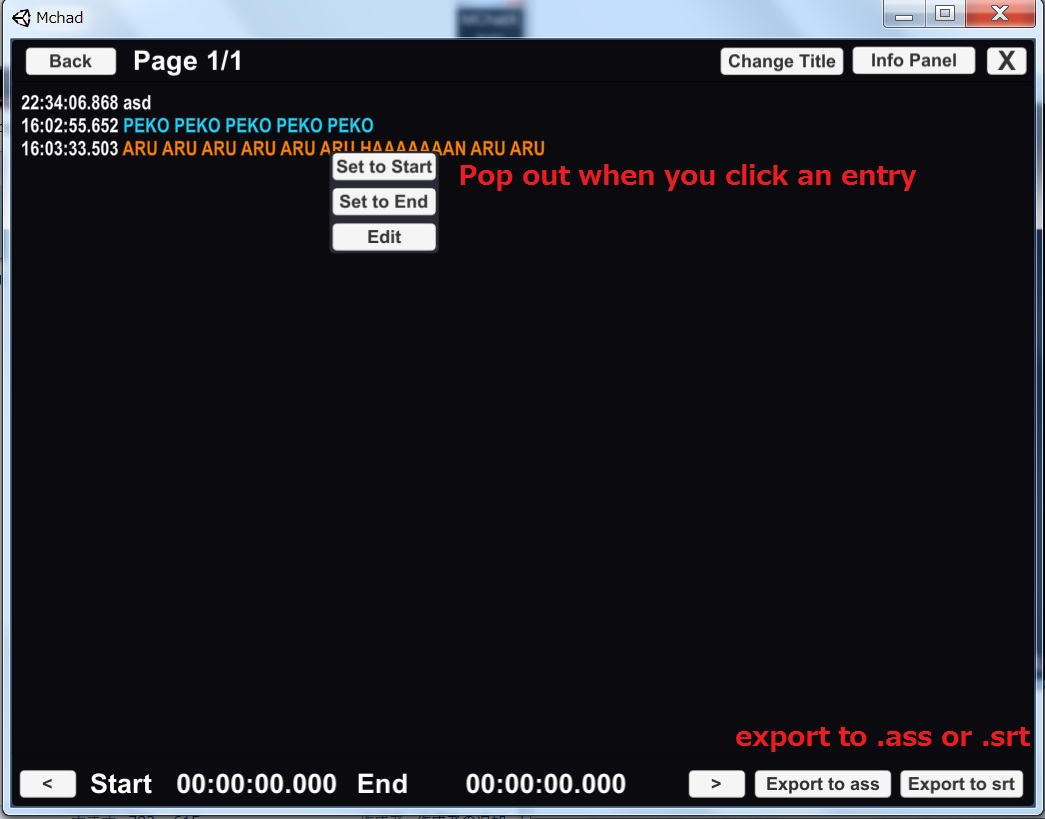 Mchad
Back Page 1/1 Change Title Info Panel X
22:34:06.868 asd
16:02:55.652 PEKO PEKO PEKO PEKO PEKO
16:03:33.503 ARU ARU ARU ARU ARU ARU HAAAAAAAN ARU ARU
Set to Start
Pop out when you click an entry
Set to End
Edit
export to .ass or .srt
< Start 00:00:00.000 End 00:00:00.000 > Export to ass Export to srt